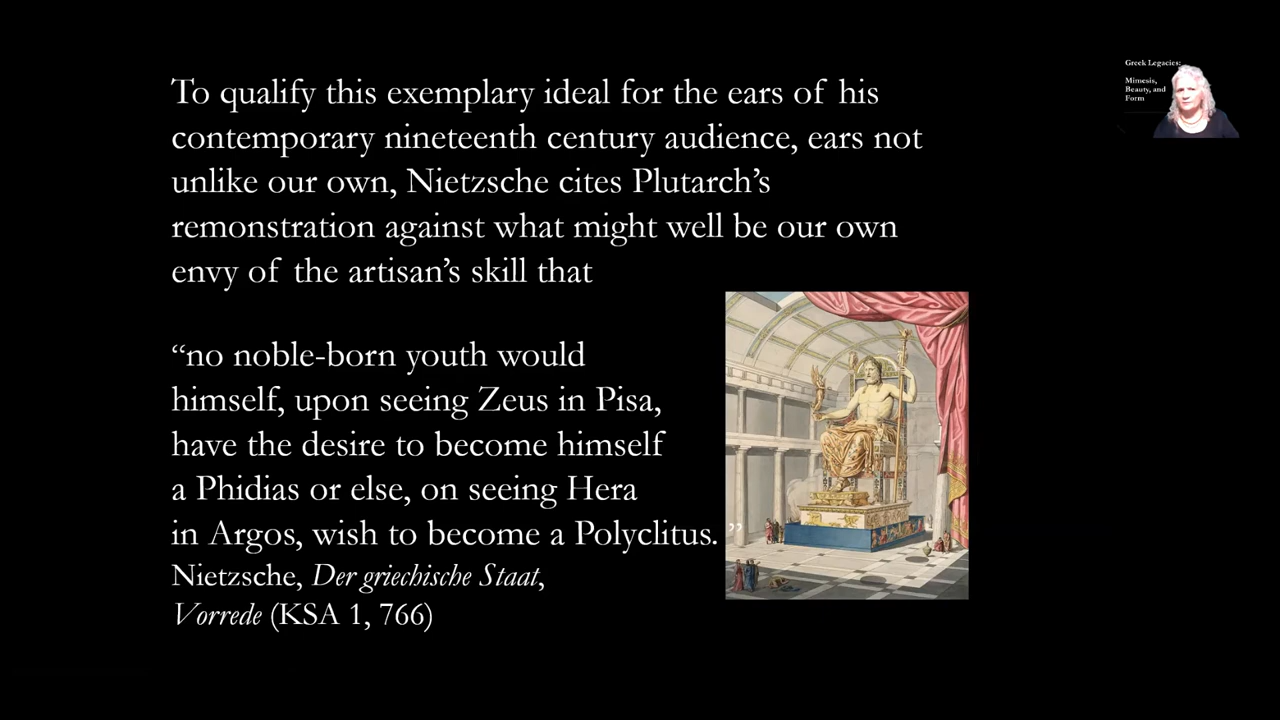 To qualify this exemplary ideal for the ears of his
contemporary nineteenth century audience, ears not
unlike our own, Nietzsche cites Plutarch’s
remonstration against what might well be our own
envy of the artisan’s skill that
“no noble-born youth would
himself, upon seeing Zeus in Pisa,
have the desire to become himself
a Phidias or else, on seeing Hera
in Argos, wish to become a Polyclitus. ”
Nietzsche, Der griechische Staat,
Vorrede (KSA 1, 766)
Greek Legacies:
Mimesis,
Beauty, and
Form